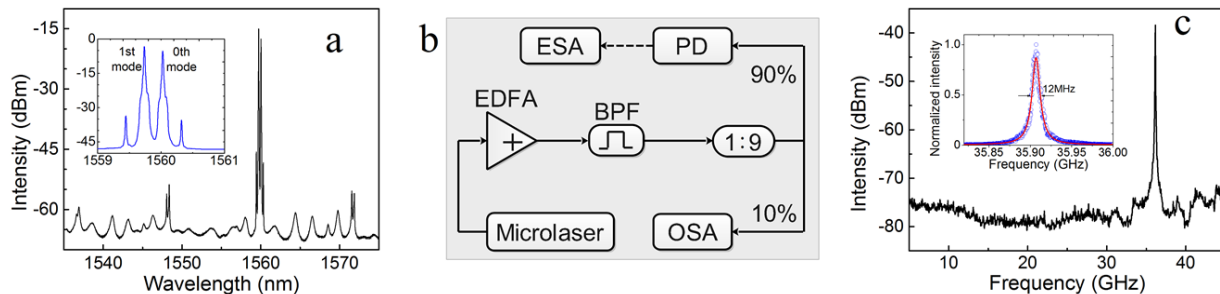 a
Intensity (dBm)
-15
-30
-45
-60
1540
1550
1560
1570
Wavelength (nm)
0
-15
-30
-45
1559
1560
1561
1st
mode
0th
mode
b
ESA
PD
90%
EDFA
+
BPF
1:9
10%
Microlaser
OSA
c
Intensity (dBm)
-35
-40
-50
-60
-70
-80
10
20
30
40
Frequency (GHz)
Normalized intensity
1.0
0.5
0
12MHz
35.85
35.90
35.95
36.00
Frequency (GHz)